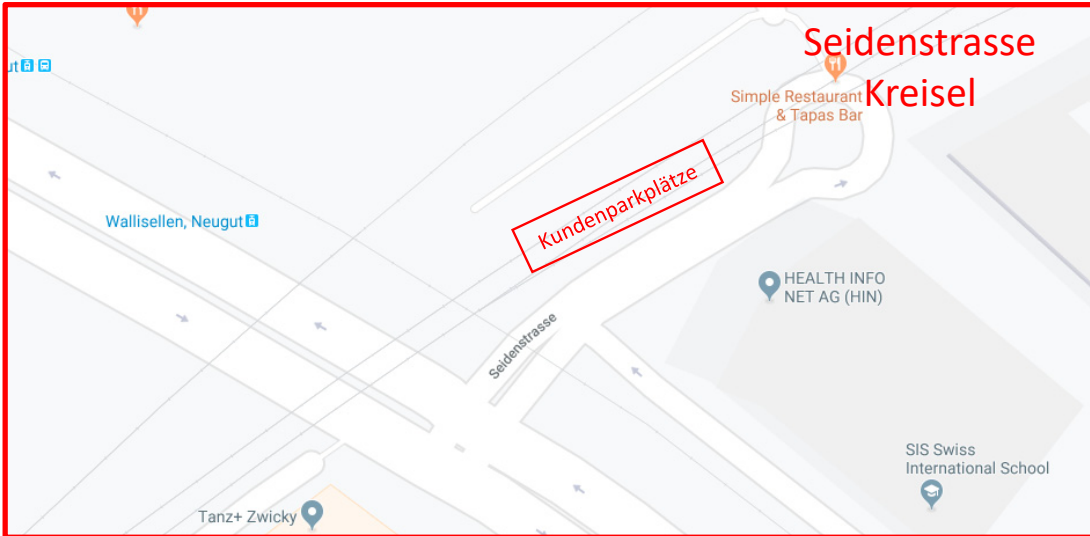 Seidenstrasse
Kreisel
ut
Simple Restaurant
& Tapas Bar
Kundenparkplätze
Wallisellen, Neugut
HEALTH INFO
NET AG (HIN)
Seidenstrasse
SIS Swiss
International School
Tanz+ Zwicky